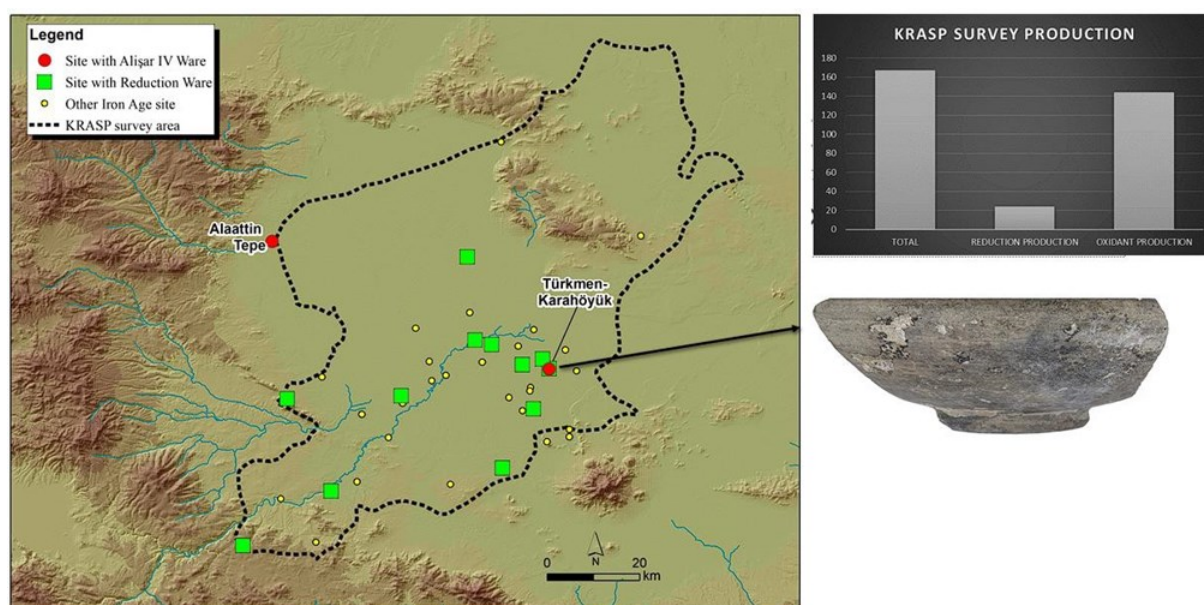 Legend
Site with Alişar IV Ware
Site with Reduction Ware
Other Iron Age site
KRASP survey area
Alaattin
Tepe
Türkmen-
Karahöyük
N
0 20
km
KRASP SURVEY PRODUCTION
180
160
140
120
100
80
60
40
20
0
TOTAL REDUCTION PRODUCTION OXIDANT PRODUCTION